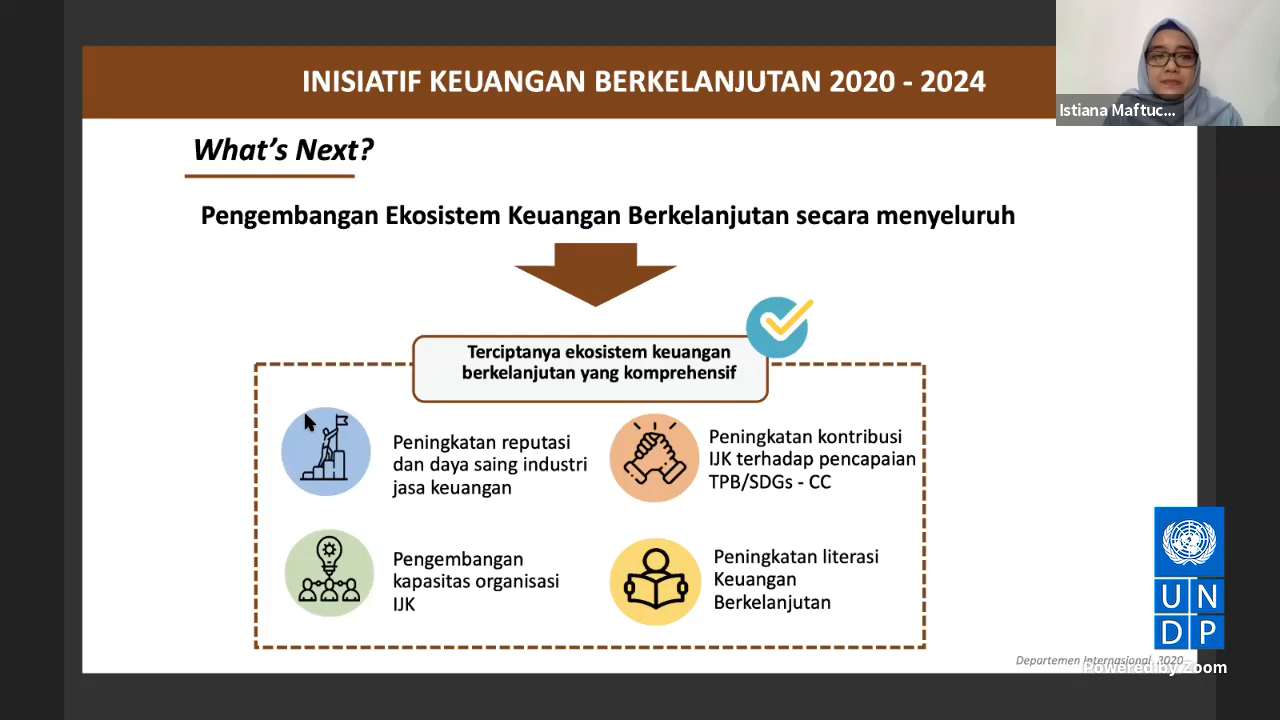 INISIATIF KEUANGAN BERKELANJUTAN 2020 - 2024
Istiana Maftuc...
What's Next?
Pengembangan Ekosistem Keuangan Berkelanjutan secara menyeluruh
Terciptanya ekosistem keuangan
berkelanjutan yang komprehensif
Peningkatan reputasi
dan daya saing industri
jasa keuangan
Peningkatan kontribusi
IJK terhadap pencapaian
TPB/SDGs - CC
Pengembangan
kapasitas organisasi
IJK
Peningkatan literasi
Keuangan
Berkelanjutan
U N
D P
Departemen Internasional 2020
Powered by Zoom